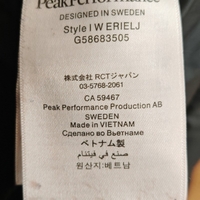 PeakPerformance
DESIGNED IN SWEDEN
Style I W ERIELJ
G58683505
株式会社 RCTジャパン
03-5768-2061
CA 59467
Peak Performance Production AB
SWEDEN
Made in VIETNAM
Сделано во Вьетнаме
ベトナム製
صنع في فيتنام
원산지:베트남